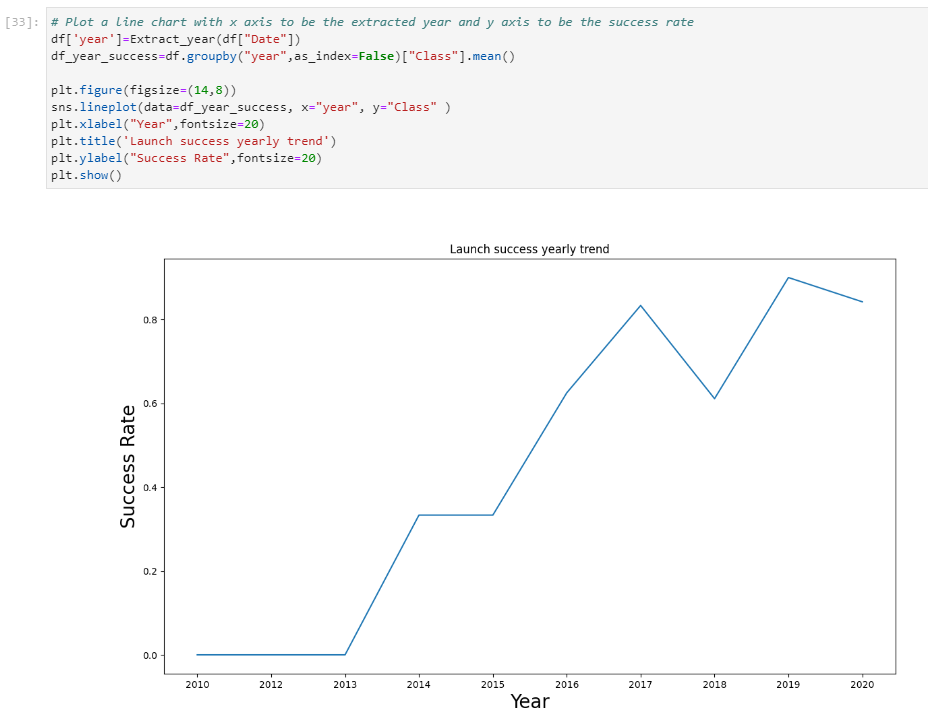 [33]: # Plot a line chart with x axis to be the extracted year and y axis to be the success rate
df['year']=Extract_year(df["Date"])
df_year_success=df.groupby("year",as_index=False)["Class"].mean()
plt.figure(figsize=(14,8))
sns.lineplot(data=df_year_success, x="year", y="Class" )
plt.xlabel("Year",fontsize=20)
plt.title('Launch success yearly trend')
plt.ylabel("Success Rate",fontsize=20)
plt.show()
Launch success yearly trend
Success Rate
0.8
0.6
0.4
0.2
0.0
2010 2012 2013 2014 2015 2016 2017 2018 2019 2020
Year